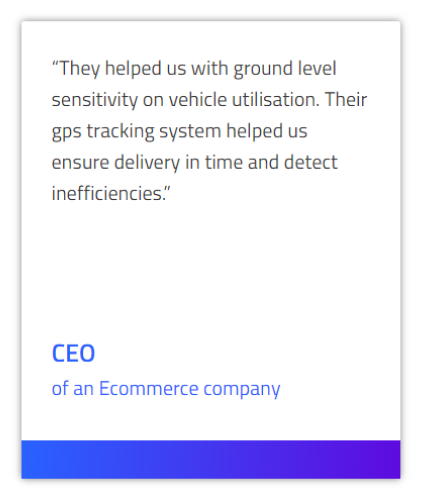 “They helped us with ground level
sensitivity on vehicle utilisation. Their
gps tracking system helped us
ensure delivery in time and detect
inefficiencies.”
CEO
of an Ecommerce company